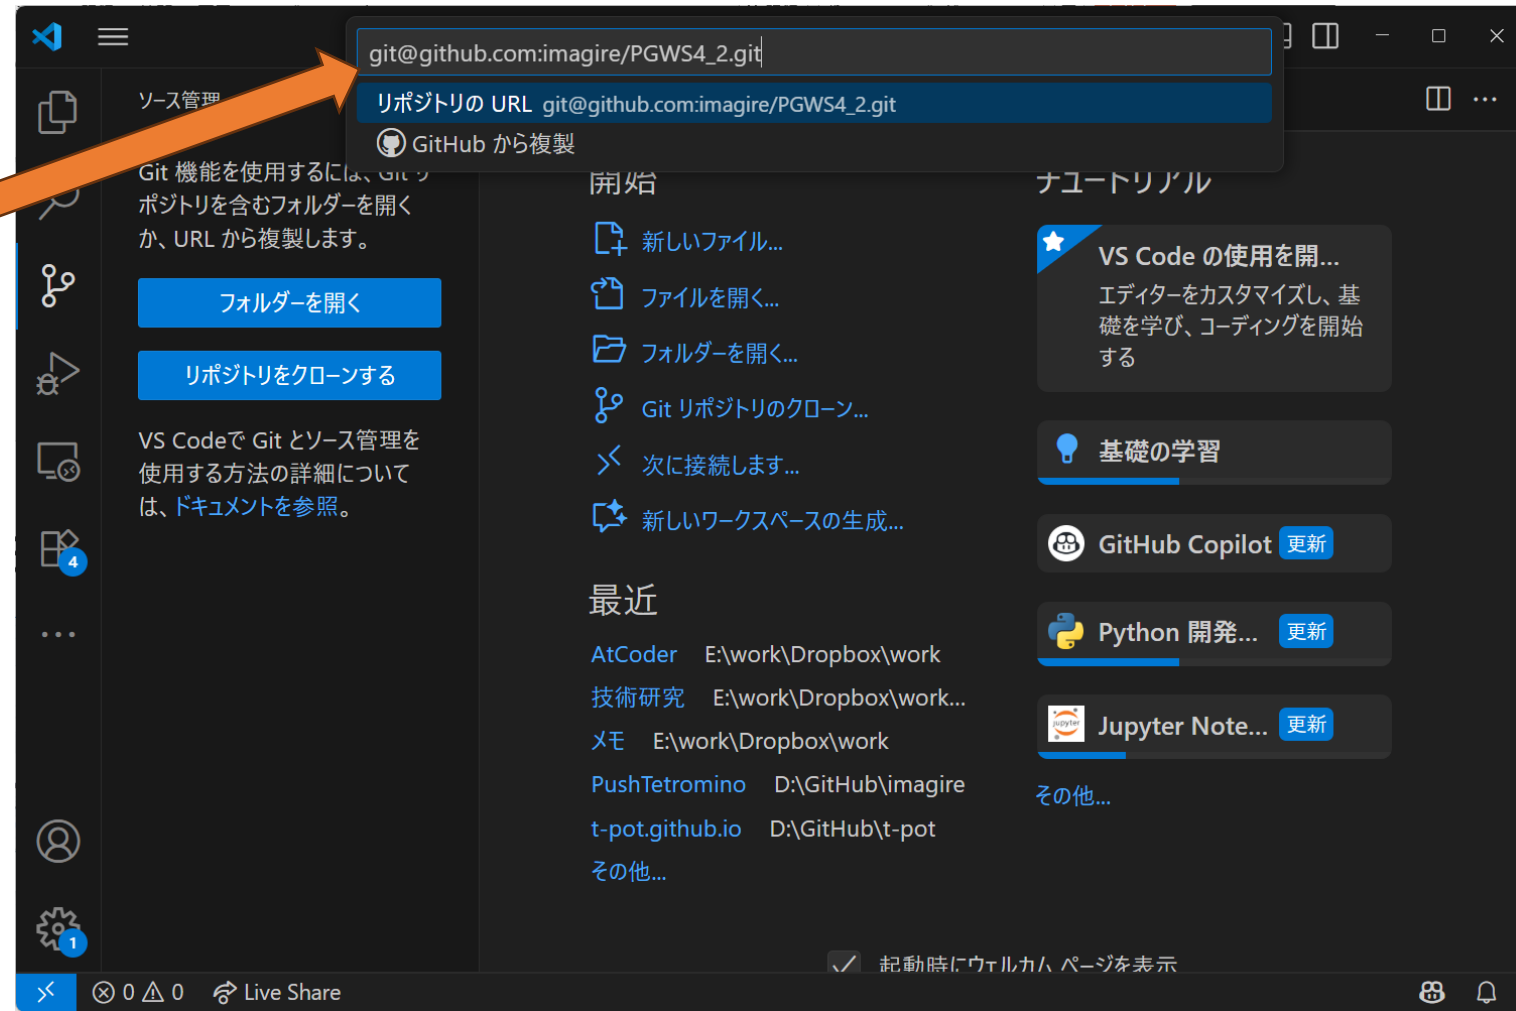 git@github.com:imagire/PGWS4_2.git
リポジトリの URL git@github.com:imagire/PGWS4_2.git
GitHub から複製
ソース管理
Git 機能を使用するには、Git リ
ポジトリを含むフォルダーを開く
か、URL から複製します。
フォルダーを開く
リポジトリをクローンする
VS Codeで Git とソース管理を
使用する方法の詳細について
は、ドキュメントを参照。
4
1
開始
新しいファイル...
ファイルを開く...
フォルダーを開く...
Git リポジトリのクローン...
次に接続します...
新しいワークスペースの生成...
最近
AtCoder E:\work\Dropbox\work
技術研究 E:\work\Dropbox\work...
メモ E:\work\Dropbox\work
PushTetromino D:\GitHub\imagire
t-pot.github.io D:\GitHub\t-pot
その他...
チュートリアル
VS Code の使用を開...
エディターをカスタマイズし、基
礎を学び、コーディングを開始
する
基礎の学習
GitHub Copilot 更新
Python 開発... 更新
jupyter
Jupyter Note... 更新
その他...
起動時にウェルカム ページを表示
0 0 Live Share